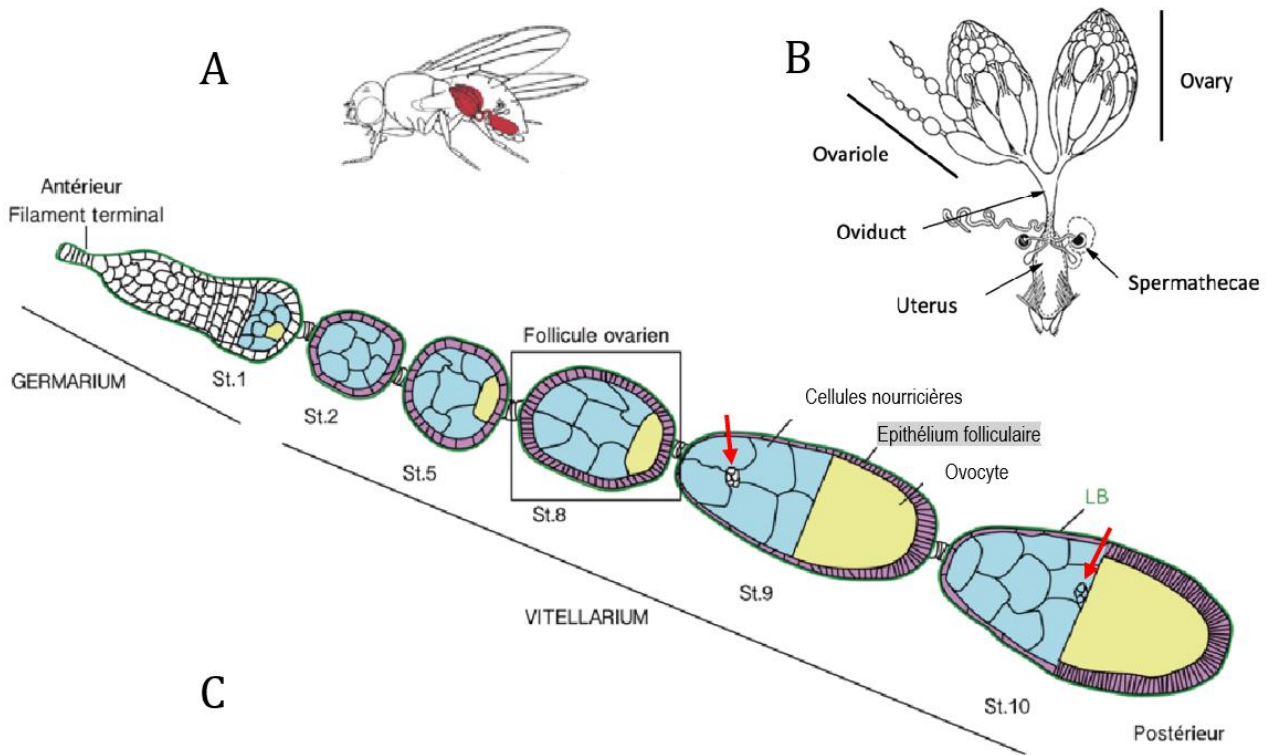 A
B
Ovary
Ovariole
Oviduct
Spermathecae
Uterus
Antérieur
Filament terminal
GERMARIUM
St.1
St.2
St.5
Follicule ovarien
St.8
Cellules nourricières
Epithélium folliculaire
Ovocyte
LB
St.9
VITELLARIUM
St.10
Postérieur
C